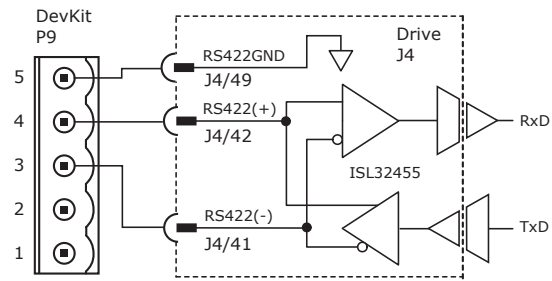 DevKit
P9
Drive
J4
5
RS422GND
J4/49
4
RS422(+)
J4/42
RxD
3
ISL32455
2
RS422(-)
TxD
1
J4/41